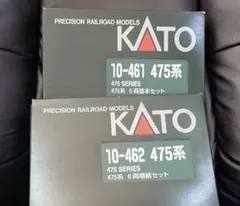 PRECISION RAILROAD MODELS
KATO
10-461 475系
475 SERIES
475系 6両基本セット
PRECISION RAILROAD MODELS
KATO
10-462 475系
475 SERIES
475系 6両増結セット